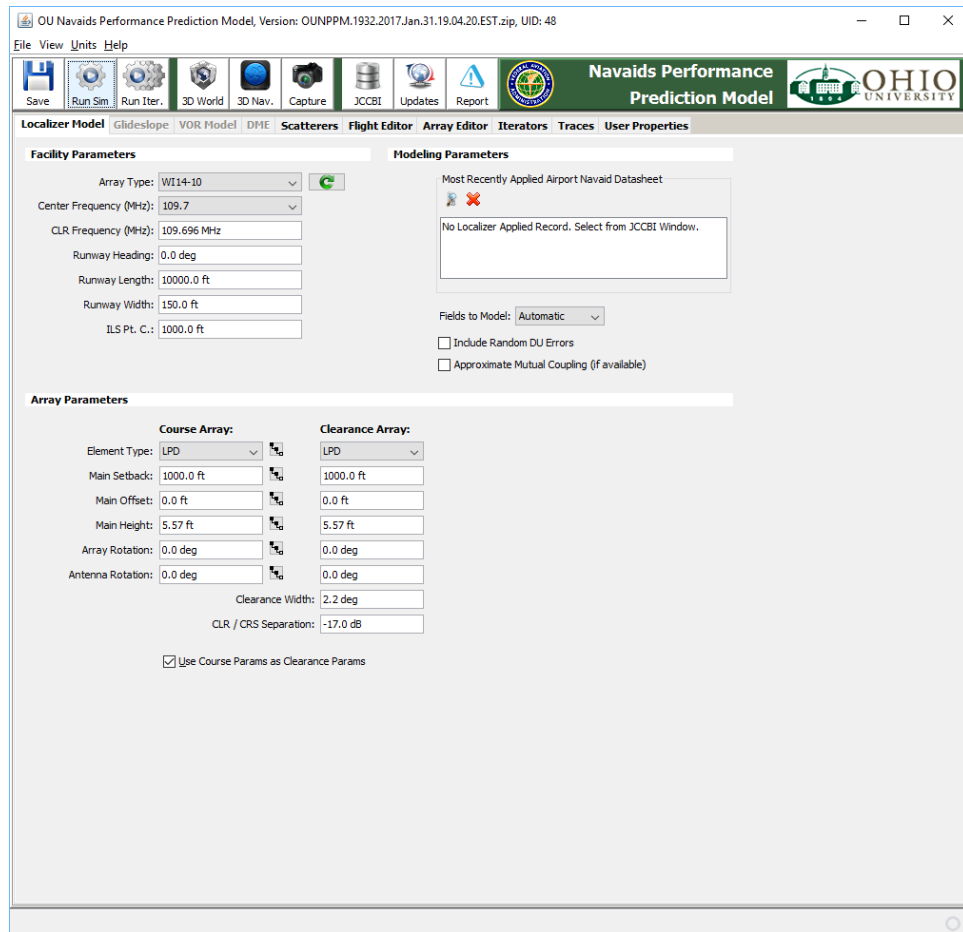 OU Navaids Performance Prediction Model, Version: OUNPPM.1932.2017.Jan.31.19.04.20.EST.zip, UID: 48
File View Units Help
Save Run Sim Run Iter. 3D World 3D Nav. Capture JCCBI Updates Report
Navaids Performance
Prediction Model
OHIO
UNIVERSITY
1804
Localizer Model Glideslope VOR Model DME Scatterers Flight Editor Array Editor Iterators Traces User Properties
Facility Parameters
Array Type: WI14-10
Center Frequency (MHz): 109.7
CLR Frequency (MHz): 109.696 MHz
Runway Heading: 0.0 deg
Runway Length: 10000.0 ft
Runway Width: 150.0 ft
ILS Pt. C.: 1000.0 ft
Modeling Parameters
Most Recently Applied Airport Navaid Datasheet
No Localizer Applied Record. Select from JCCBI Window.
Fields to Model: Automatic
Include Random DU Errors
Approximate Mutual Coupling (if available)
Array Parameters
Course Array: Clearance Array:
Element Type: LPD LPD
Main Setback: 1000.0 ft 1000.0 ft
Main Offset: 0.0 ft 0.0 ft
Main Height: 5.57 ft 5.57 ft
Array Rotation: 0.0 deg 0.0 deg
Antenna Rotation: 0.0 deg 0.0 deg
Clearance Width: 2.2 deg
CLR / CRS Separation: -17.0 dB
Use Course Params as Clearance Params